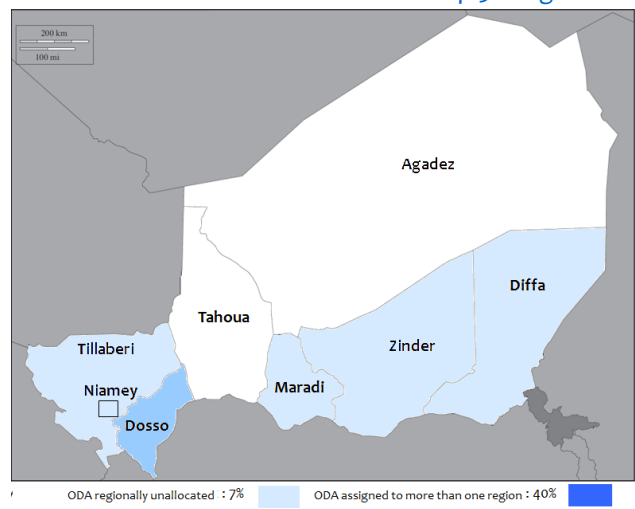 200 km
100 mi
Agadez
Diffa
Tahoua
Zinder
Tillaberi
Maradi
Niamey
Dosso
ODA regionally unallocated : 7% ODA assigned to more than one region : 40%